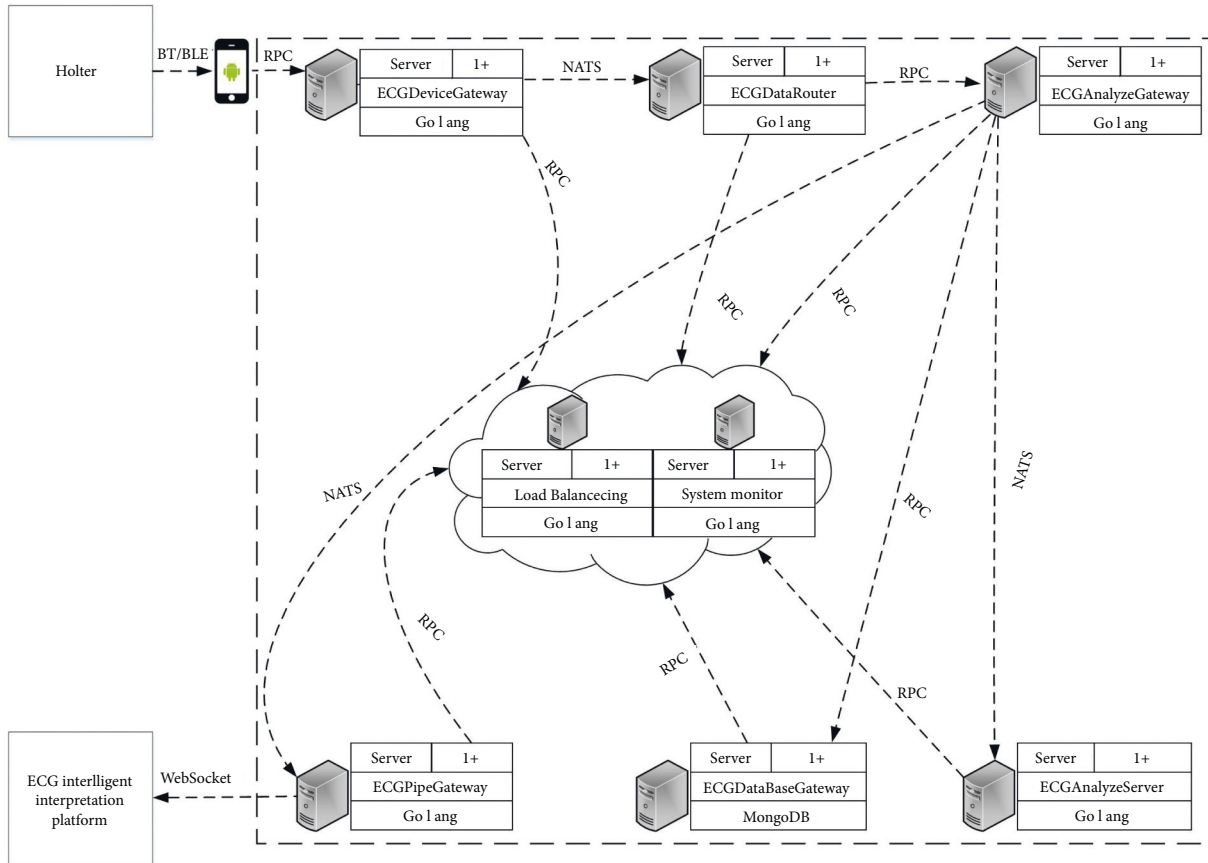 Holter
BT/BLE
RPC
Server 1+
ECGDeviceGateway
Go l ang
NATS
Server 1+
ECGDataRouter
Go l ang
RPC
Server 1+
ECGAnalyzeGateway
Go l ang
RPC
RPC
RPC
NATS
RPC
NATS
Server 1+
Load Balancecing
Go l ang
Server 1+
System monitor
Go l ang
RPC
RPC
RPC
ECG interlligent
interpretation
platform
WebSocket
Server 1+
ECGPipeGateway
Go l ang
Server 1+
ECGDataBaseGateway
MongoDB
Server 1+
ECGAnalyzeServer
Go l ang